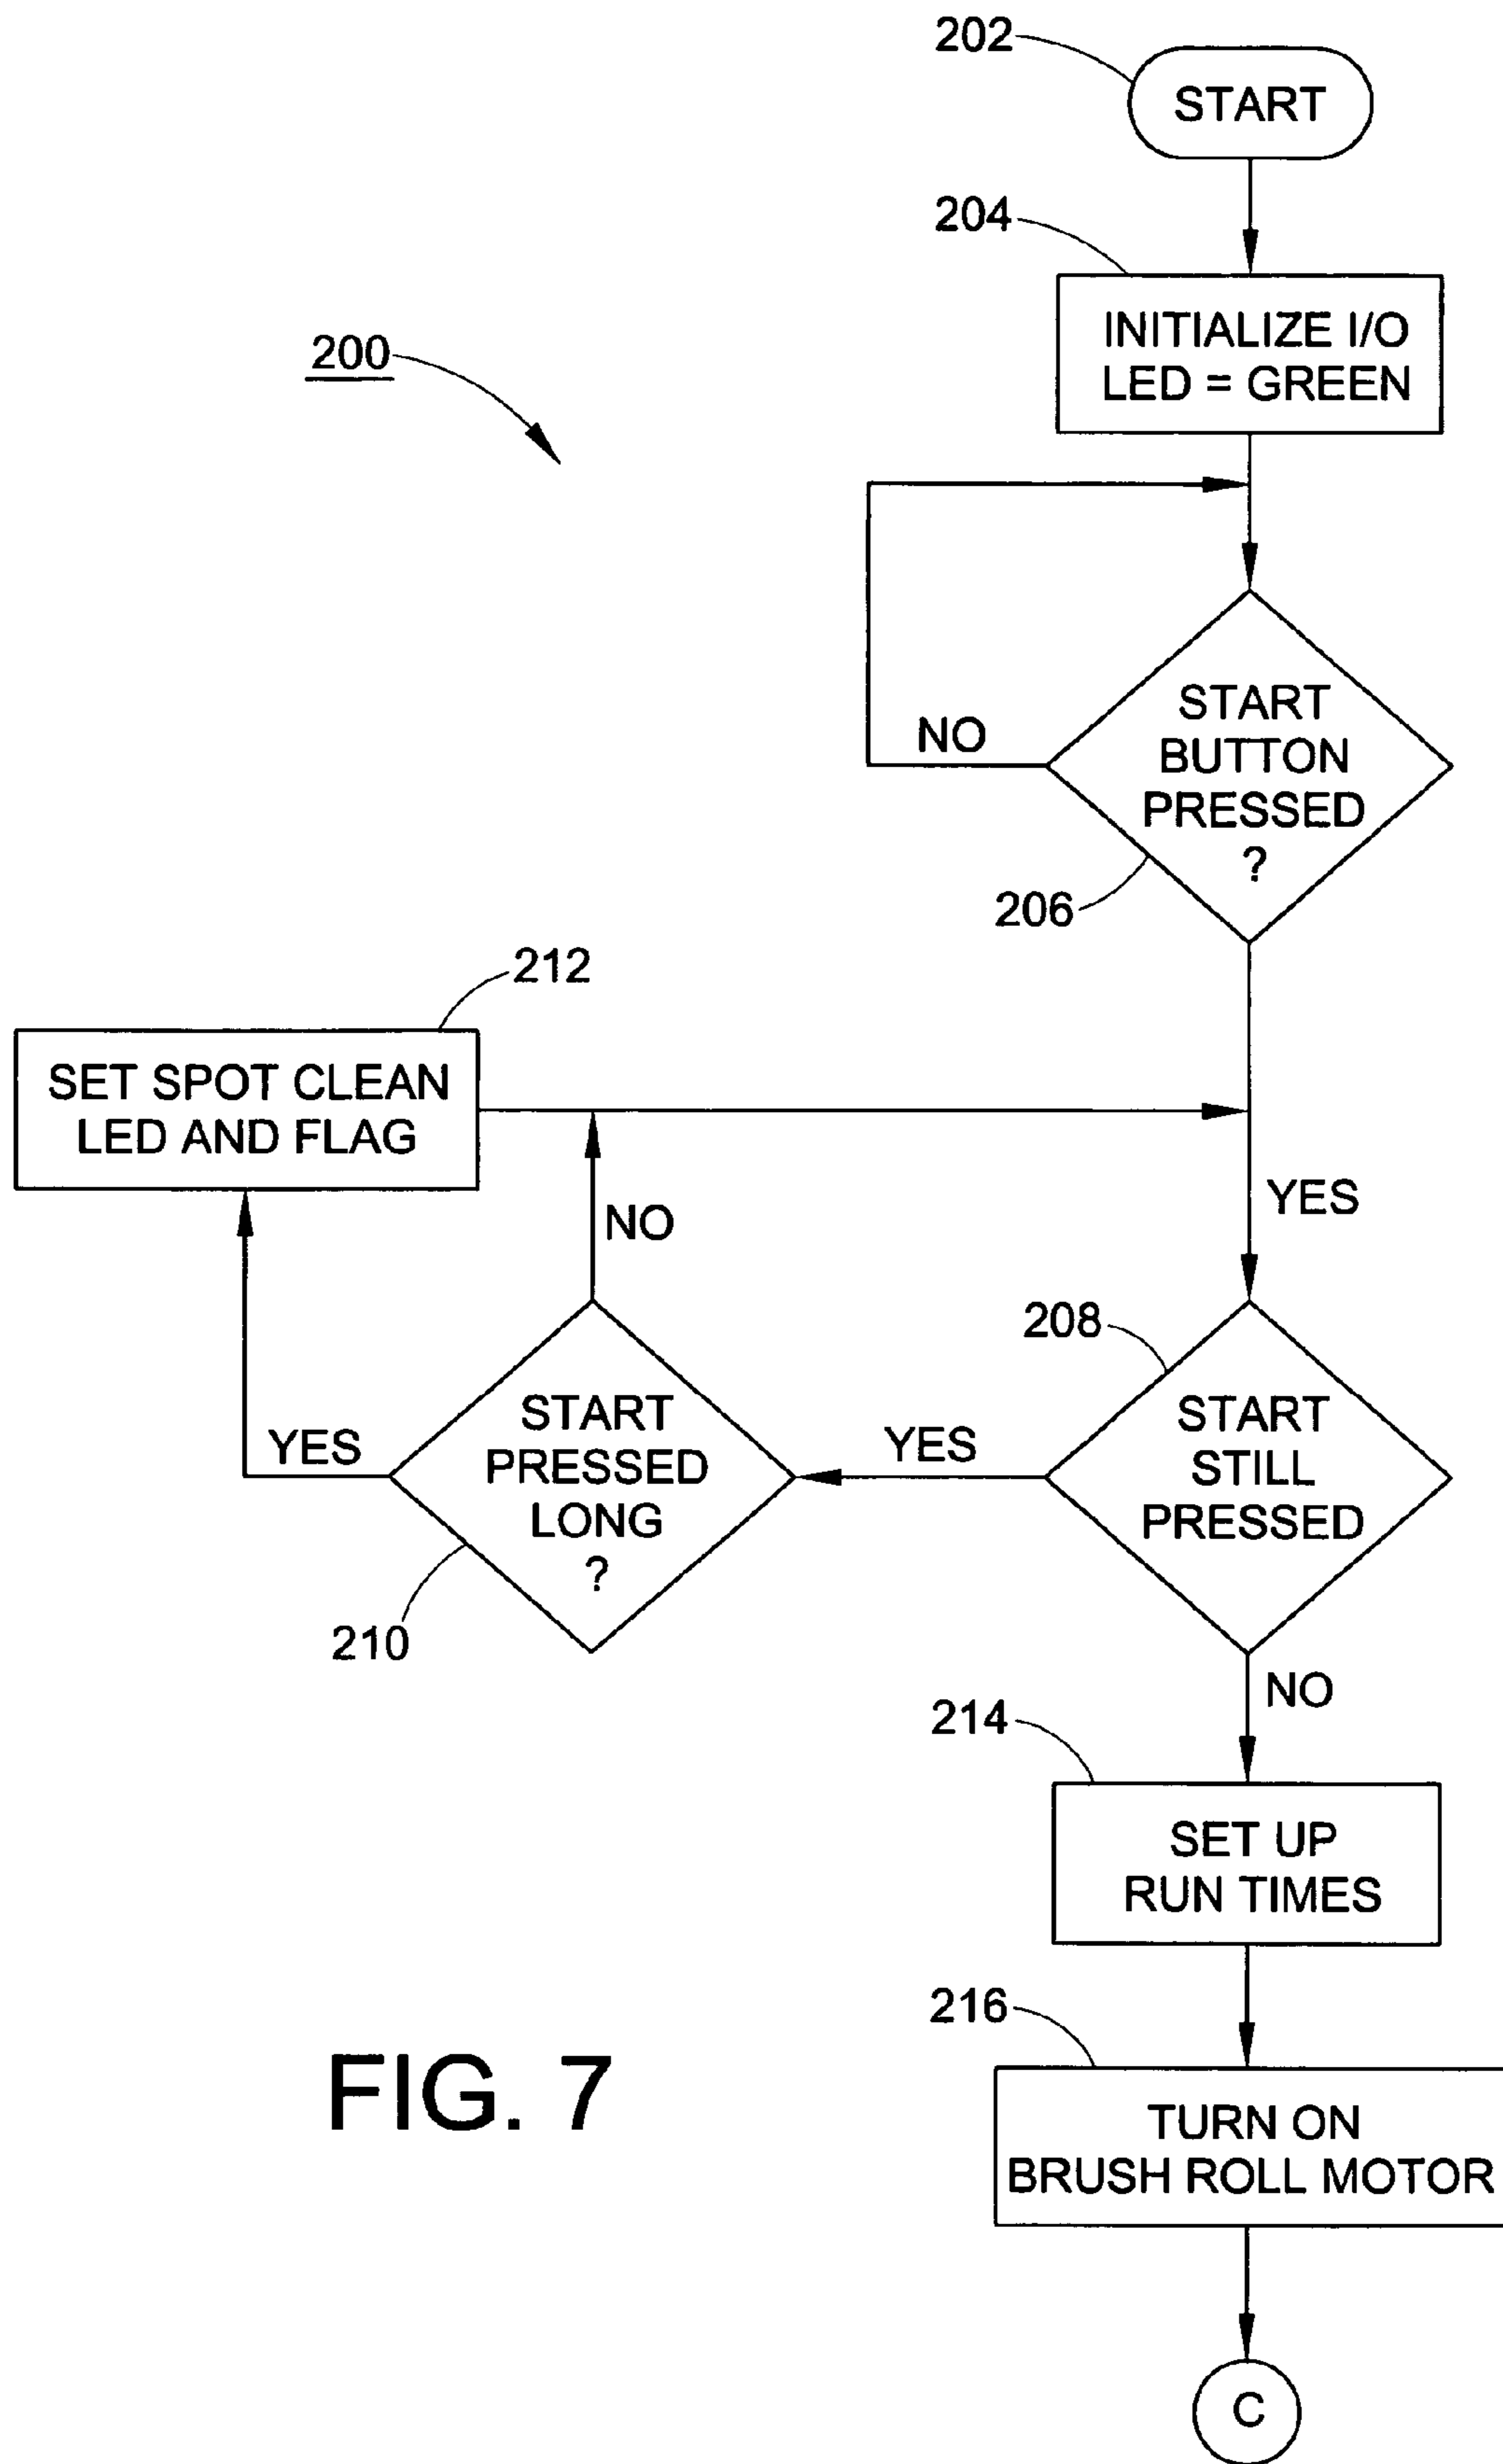 202
START
204
INITIALIZE I/O
LED = GREEN
200
START
BUTTON
PRESSED
?
NO
206
212
SET SPOT CLEAN
LED AND FLAG
NO
YES
208
START
PRESSED
LONG
?
YES
YES
START
STILL
PRESSED
210
NO
214
SET UP
RUN TIMES
216
TURN ON
BRUSH ROLL MOTOR
FIG. 7
C